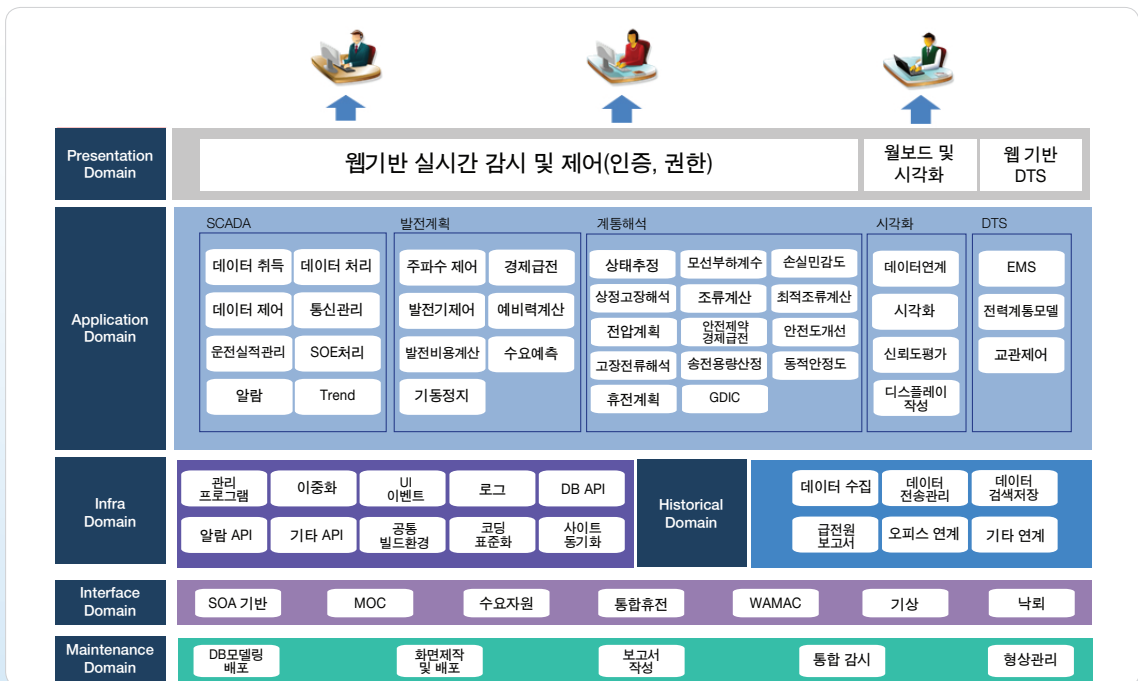 Presentation
Domain
웹기반 실시간 감시 및 제어(인증, 권한)
월보드 및
시각화
웹 기반
DTS
Application
Domain
SCADA
데이터 취득
데이터 처리
데이터 제어
통신관리
운전실적관리
SOE처리
알람
Trend
발전계획
주파수 제어
경제급전
발전기제어
예비력계산
발전비용계산
수요예측
기동정지
계통해석
상태추정
모선부하계수
손실민감도
상정고장해석
조류계산
최적조류계산
전압계획
안전제약
경제급전
안전도개선
고장전류해석
송전용량산정
동적안정도
휴전계획
GDIC
시각화
데이터연계
시각화
신뢰도평가
디스플레이
작성
DTS
EMS
전력계통모델
교관제어
Infra
Domain
관리
프로그램
이중화
UI
이벤트
로그
DB API
알람 API
기타 API
공통
빌드환경
코딩
표준화
사이트
동기화
Historical
Domain
데이터 수집
데이터
전송관리
데이터
검색저장
급전원
보고서
오피스 연계
기타 연계
Interface
Domain
SOA 기반
MOC
수요자원
통합휴전
WAMAC
기상
낙뢰
Maintenance
Domain
DB모델링
배포
화면제작
및 배포
보고서
작성
통합 감시
형상관리